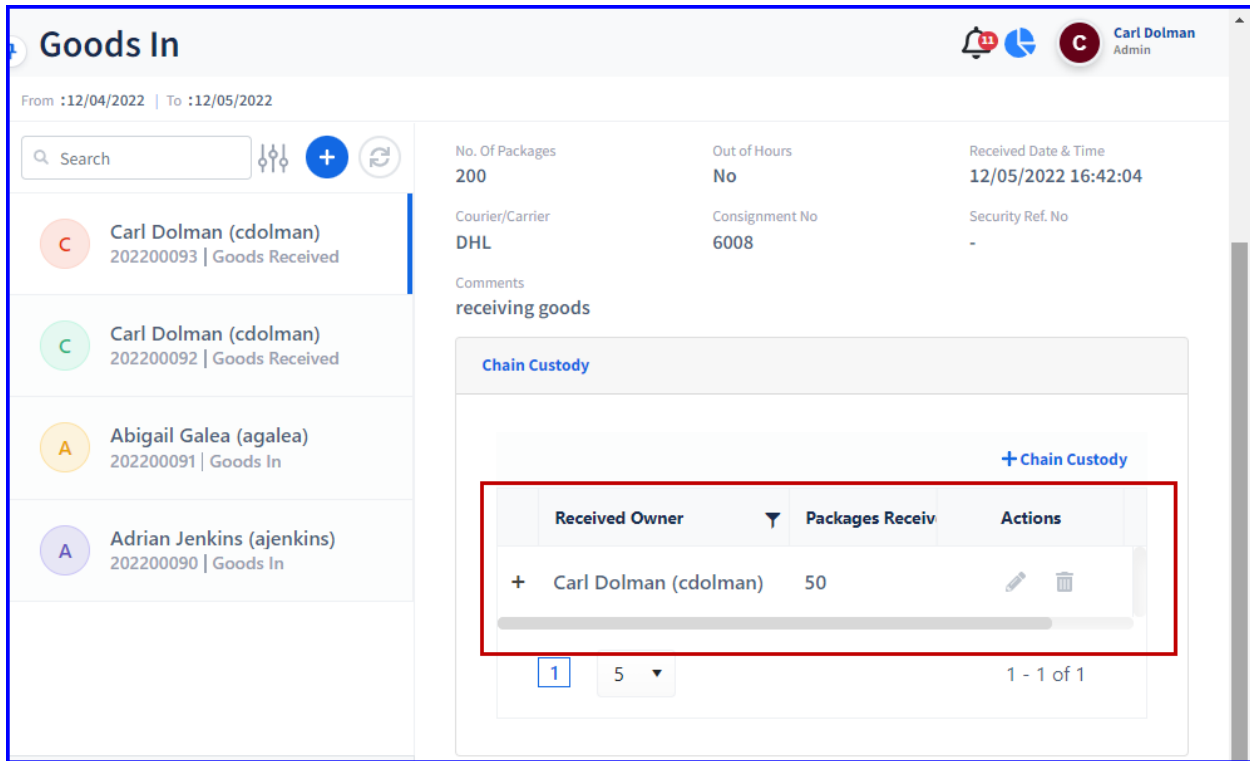 Goods In
11
C
Carl Dolman
Admin
From :12/04/2022 | To :12/05/2022
Search
+
C
Carl Dolman (cdolman)
202200093 | Goods Received
C
Carl Dolman (cdolman)
202200092 | Goods Received
A
Abigail Galea (agalea)
202200091 | Goods In
A
Adrian Jenkins (ajenkins)
202200090 | Goods In
No. Of Packages
200
Out of Hours
No
Received Date & Time
12/05/2022 16:42:04
Courier/Carrier
DHL
Consignment No
6008
Security Ref. No
-
Comments
receiving goods
Chain Custody
+ Chain Custody
Received Owner
Packages Receiv
Actions
+ Carl Dolman (cdolman)
50
1
5
1 - 1 of 1